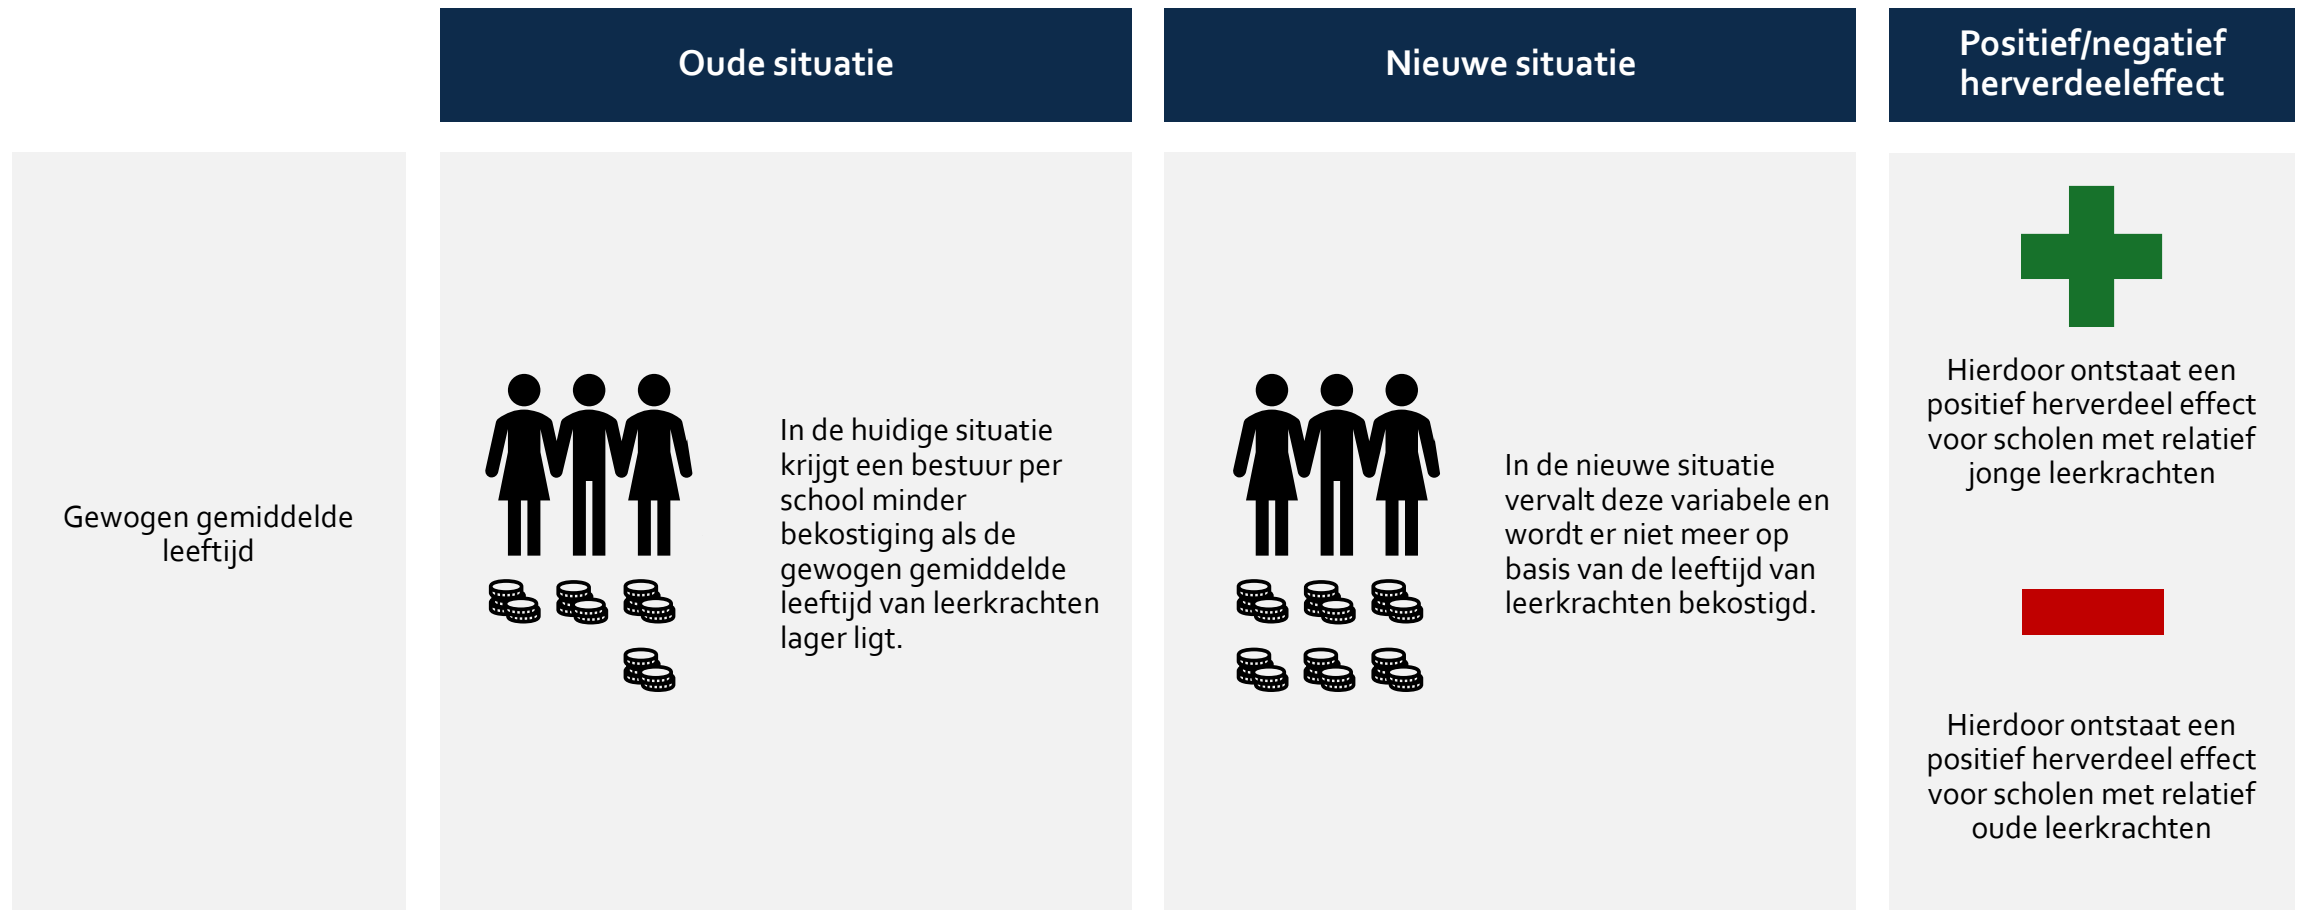 Oude situatie
Nieuwe situatie
Positief/negatief
herverdeeleffect
Gewogen gemiddelde
leeftijd
In de huidige situatie
krijgt een bestuur per
school minder
bekostiging als de
gewogen gemiddelde
leeftijd van leerkrachten
lager ligt.
In de nieuwe situatie
vervalt deze variabele en
wordt er niet meer op
basis van de leeftijd van
leerkrachten bekostigd.
Hierdoor ontstaat een
positief herverdeel effect
voor scholen met relatief
jonge leerkrachten
Hierdoor ontstaat een
positief herverdeel effect
voor scholen met relatief
oude leerkrachten